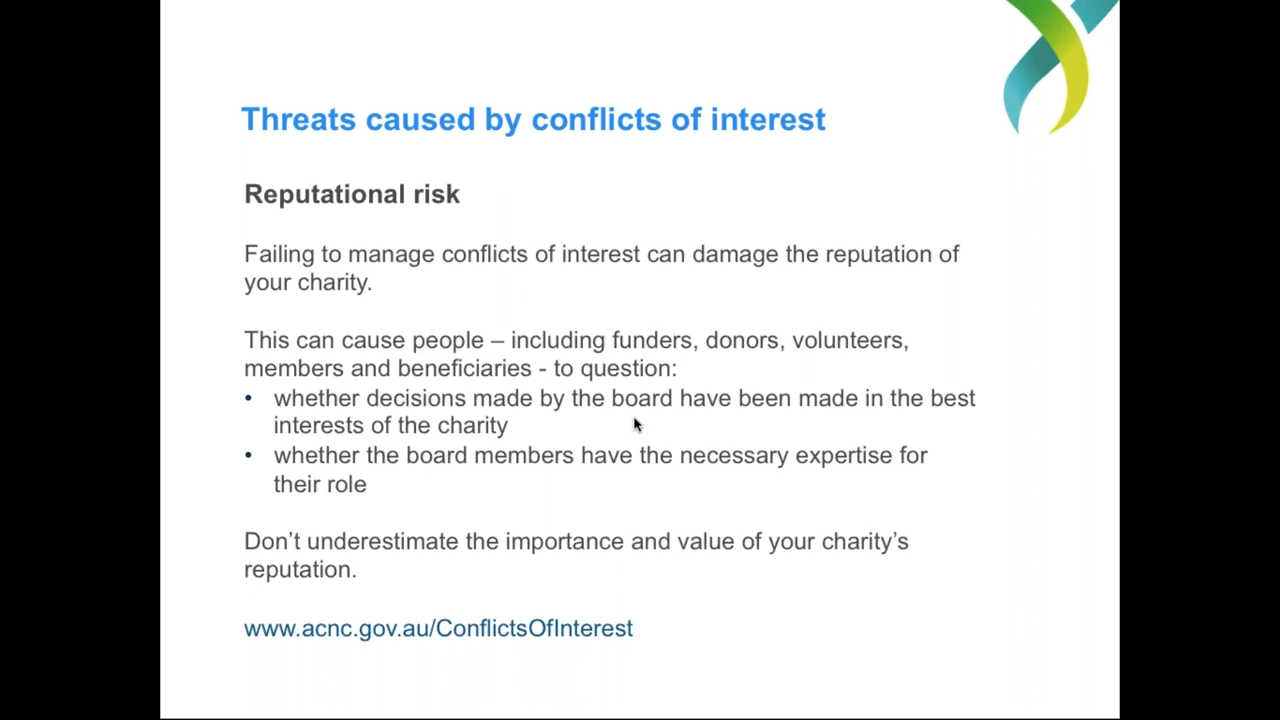 Threats caused by conflicts of interest
Reputational risk
Failing to manage conflicts of interest can damage the reputation of
your charity.
This can cause people – including funders, donors, volunteers,
members and beneficiaries - to question:
• whether decisions made by the board have been made in the best
interests of the charity
• whether the board members have the necessary expertise for
their role
Don’t underestimate the importance and value of your charity’s
reputation.
www.acnc.gov.au/ConflictsOfInterest